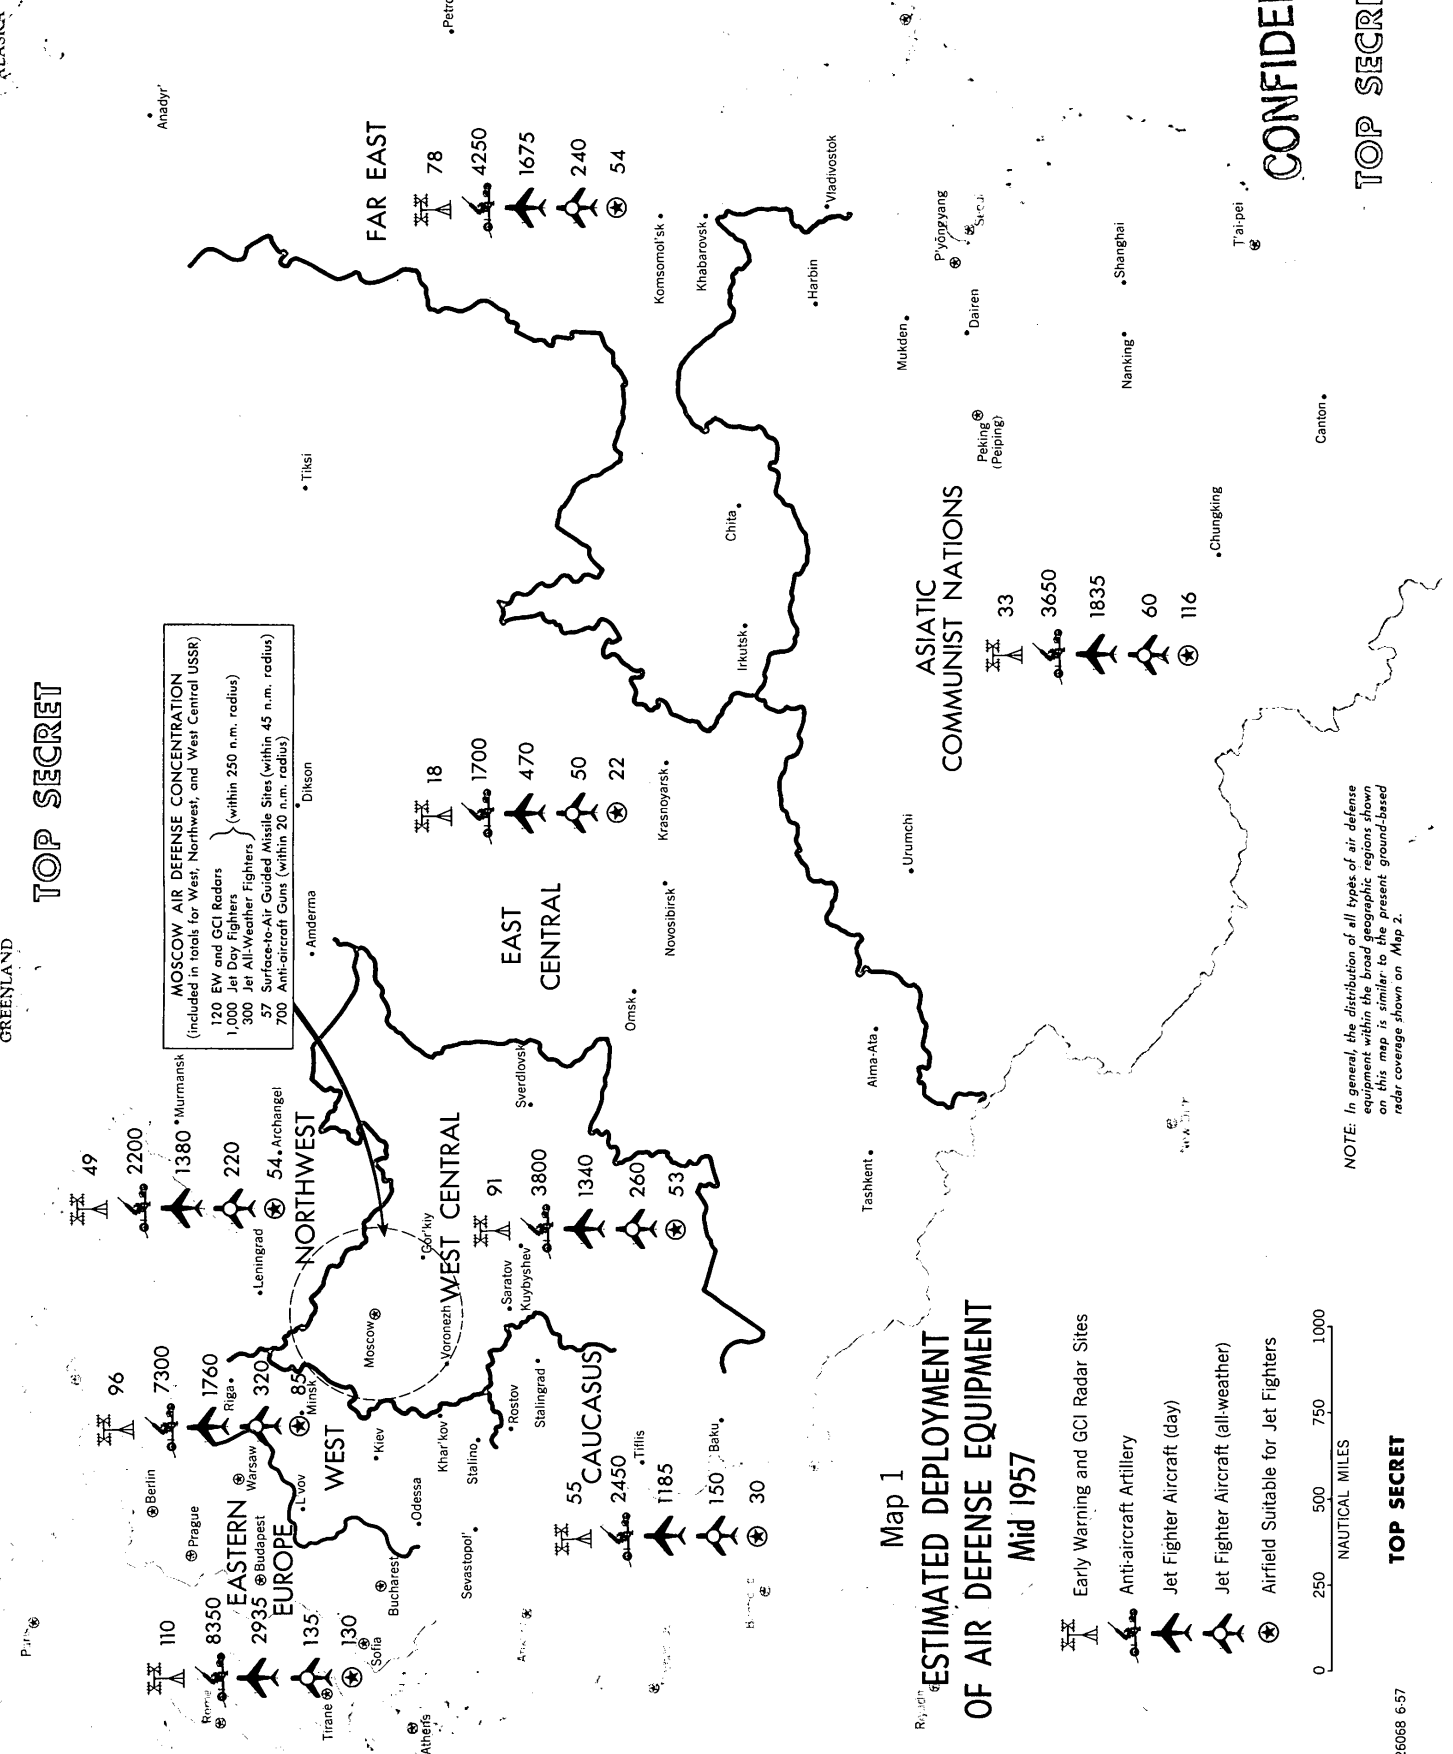 TOP SECRET
GREENLAND
ALASKA
MOSCOW AIR DEFENSE CONCENTRATION
(included in totals for West, Northwest, and West Central USSR)
120 EW and GCI Radars
1,000 Jet Day Fighters
300 Jet All-Weather Fighters
(within 250 n.m. radius)
57 Surface-to-Air Guided Missile Sites (within 45 n.m. radius)
700 Anti-aircraft Guns (within 20 n.m. radius)
EASTERN
EUROPE
110
8350
2935
135
130
WEST
96
7300
1760
320
85
NORTHWEST
49
2200
1380
220
54
WEST CENTRAL
91
3800
1340
260
53
CAUCASUS
55
2450
1185
150
30
EAST
CENTRAL
18
1700
470
50
22
FAR EAST
78
4250
1675
240
54
ASIATIC
COMMUNIST NATIONS
33
3650
1835
60
116
Rome
Tirane
Athens
Sofia
Bucharest
Budapest
Prague
Berlin
Warsaw
L'vov
Riga
Minsk
Kiev
Odessa
Sevastopol'
Khar'kov
Stalino
Rostov
Stalingrad
Tiflis
Baku
Moscow
Voronezh
Gor'kiy
Saratov
Kuybyshev
Leningrad
Archangel
Murmansk
Amderma
Dikson
Tiksi
Anadyr'
Petro
Sverdlovsk
Omsk
Novosibirsk
Krasnoyarsk
Irkutsk
Chita
Komsomol'sk
Khabarovsk
Vladivostok
Harbin
Mukden
Dairen
P'yŏngyang
Seoul
Peking
(Peiping)
Nanking
Shanghai
T'ai-pei
Canton
Chungking
Urumchi
Alma-Ata
Tashkent
Map 1
ESTIMATED DEPLOYMENT
OF AIR DEFENSE EQUIPMENT
Mid 1957
Early Warning and GCI Radar Sites
Anti-aircraft Artillery
Jet Fighter Aircraft (day)
Jet Fighter Aircraft (all-weather)
Airfield Suitable for Jet Fighters
0 250 500 750 1000
NAUTICAL MILES
NOTE: In general, the distribution of all types of air defense
equipment within the broad geographic regions shown
on this map is similar to the present ground-based
radar coverage shown on Map 2.
26068 6-57
TOP SECRET
CONFIDE
TOP SECR